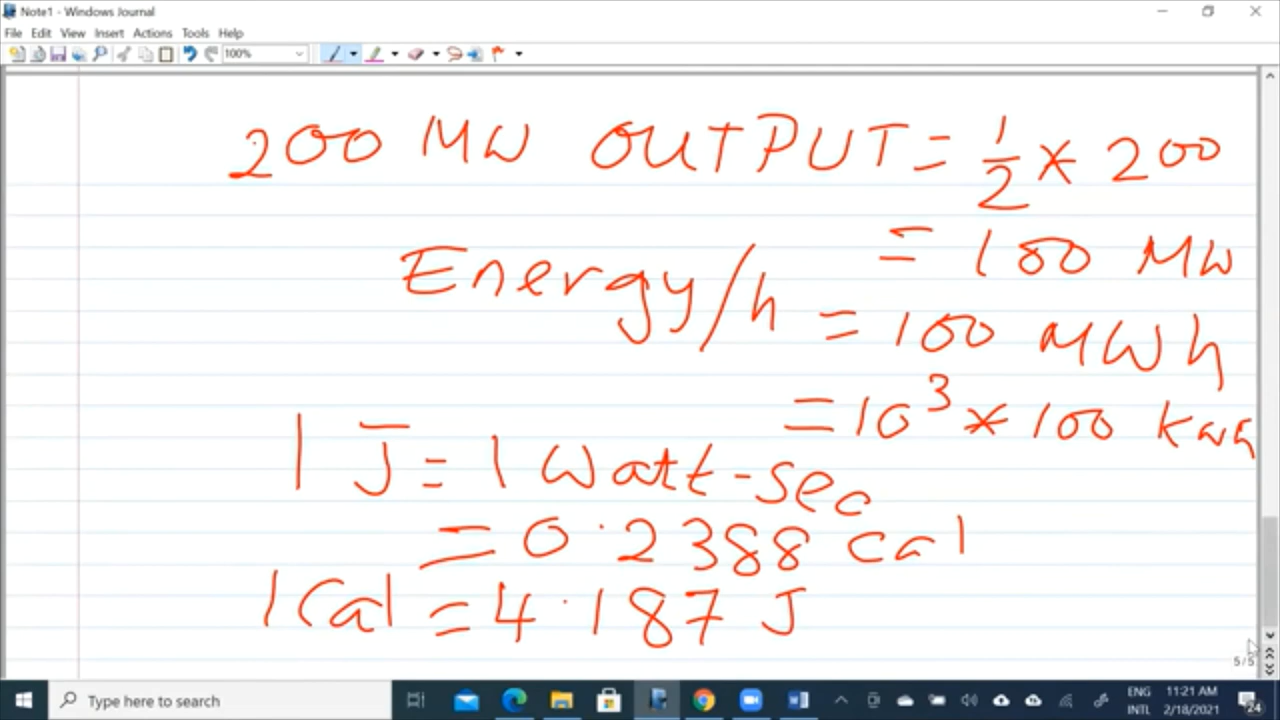 Note1 - Windows Journal
File Edit View Insert Actions Tools Help
100%
200 MW OUTPUT = 1/2 * 200
= 100 MW
Energy/h = 100 MWh
= 10³ * 100 kwh
1 J = 1 Watt-sec
= 0.2388 cal
1 Cal = 4.187 J
5/5
Type here to search
ENG 11:21 AM
INTL 2/18/2021
24